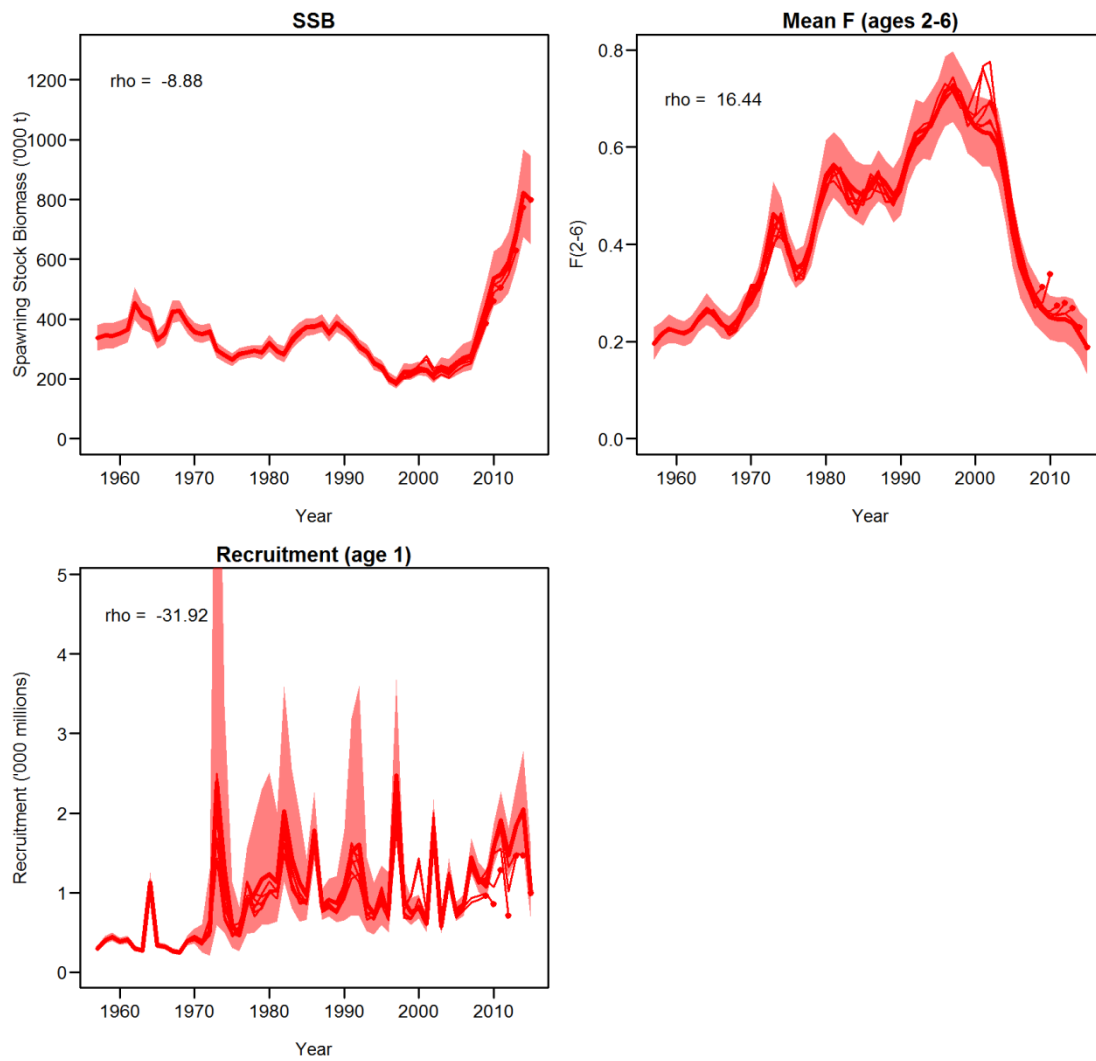 SSB
rho = -8.88
Spawning Stock Biomass ('000 t)
1200
1000
800
600
400
200
0
1960 1970 1980 1990 2000 2010
Year
Mean F (ages 2-6)
rho = 16.44
F(2-6)
0.8
0.6
0.4
0.2
0.0
1960 1970 1980 1990 2000 2010
Year
Recruitment (age 1)
rho = -31.92
Recruitment ('000 millions)
5
4
3
2
1
0
1960 1970 1980 1990 2000 2010
Year